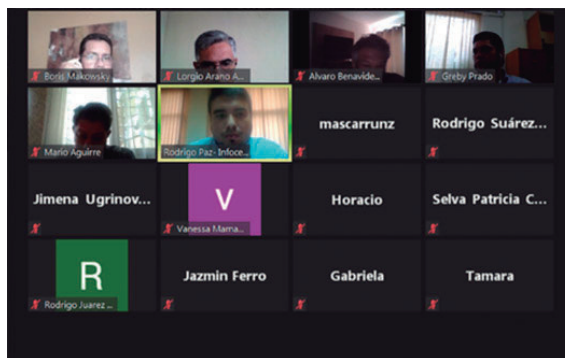 Boris Makowsky
Lorgio Arano A...
Alvaro Benavide...
Greby Prado
Mario Aguirre
Rodrigo Paz- Infoce...
mascarrunz
Rodrigo Suárez...
Jimena Ugrinov...
V
Vanessa Mama...
Horacio
Selva Patricia C...
R
Rodrigo Juarez ...
Jazmin Ferro
Gabriela
Tamara